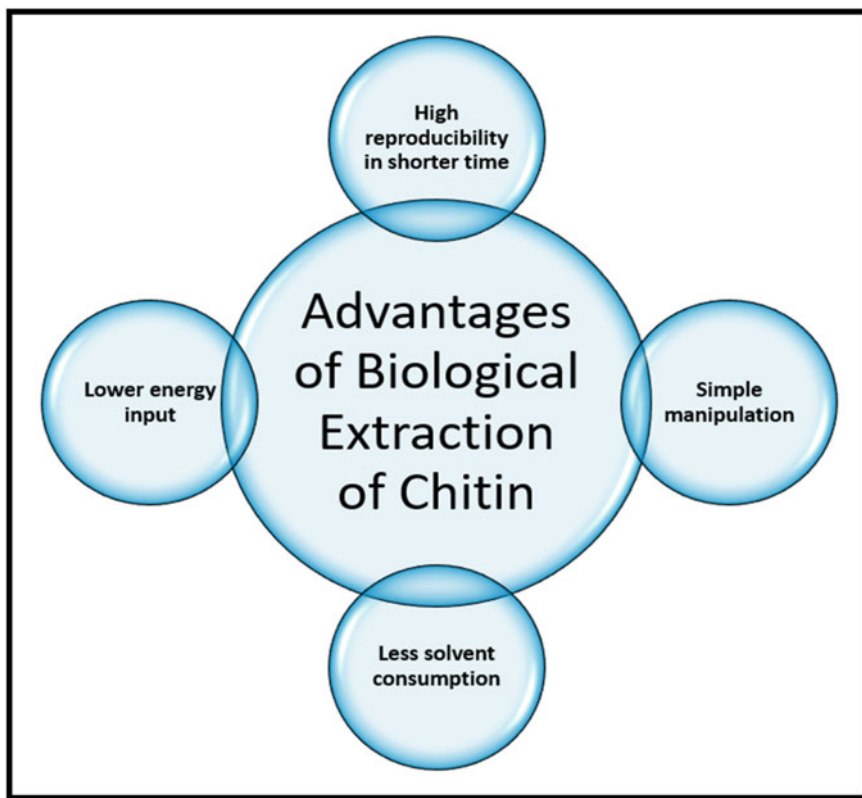 High
reproducibility
in shorter time
Advantages
of Biological
Extraction
of Chitin
Lower energy
input
Simple
manipulation
Less solvent
consumption